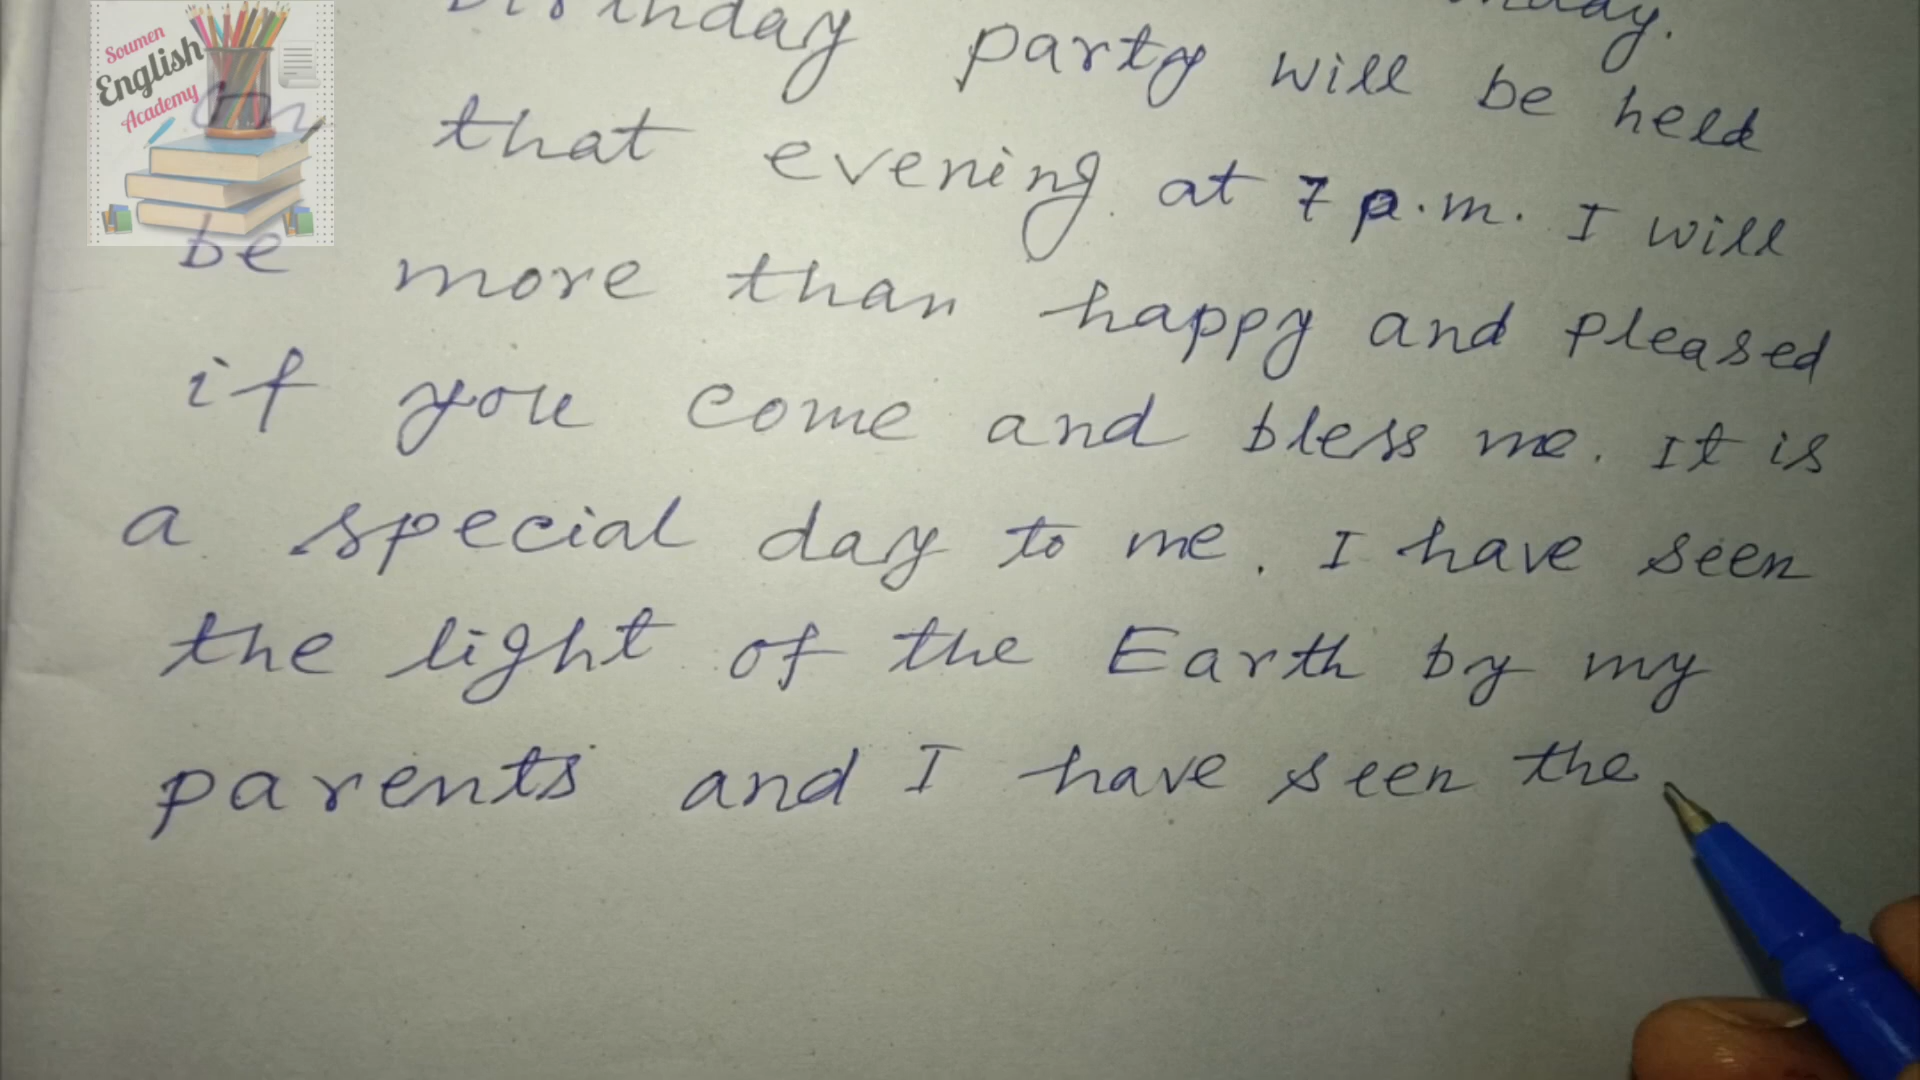 Soumen
English
Academy
birthday party will be held
on that evening at 7 p.m. I will
be more than happy and pleased
if you come and bless me. It is
a special day to me. I have seen
the light of the Earth by my
parents and I have seen the